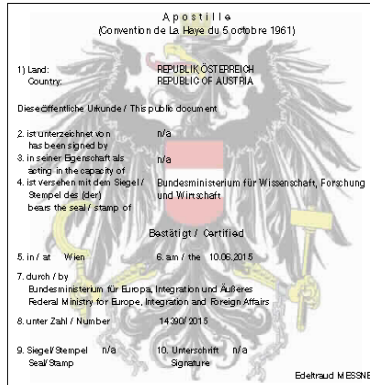 Apostille
(Convention de La Haye du 5 octobre 1961)
1) Land: REPUBLIK ÖSTERREICH
Country: REPUBLIC OF AUSTRIA
Diese öffentliche Urkunde / This public document
2. ist unterzeichnet von n/a
has been signed by
3. in seiner Eigenschaft als n/a
acting in the capacity of
4. ist versehen mit dem Siegel / Bundesministerium für Wissenschaft, Forschung
Stempel des (der) und Wirtschaft
bears the seal / stamp of
Bestätigt / Certified
5. in / at Wien 6. am / the 10.06.2015
7. durch / by
Bundesministerium für Europa, Integration und Äußeres
Federal Ministry for Europe, Integration and Foreign Affairs
8. unter Zahl / Number 14390/2015
9. Siegel/Stempel n/a 10. Unterschrift n/a
Seal/Stamp Signature
Edeltraud MESSNE